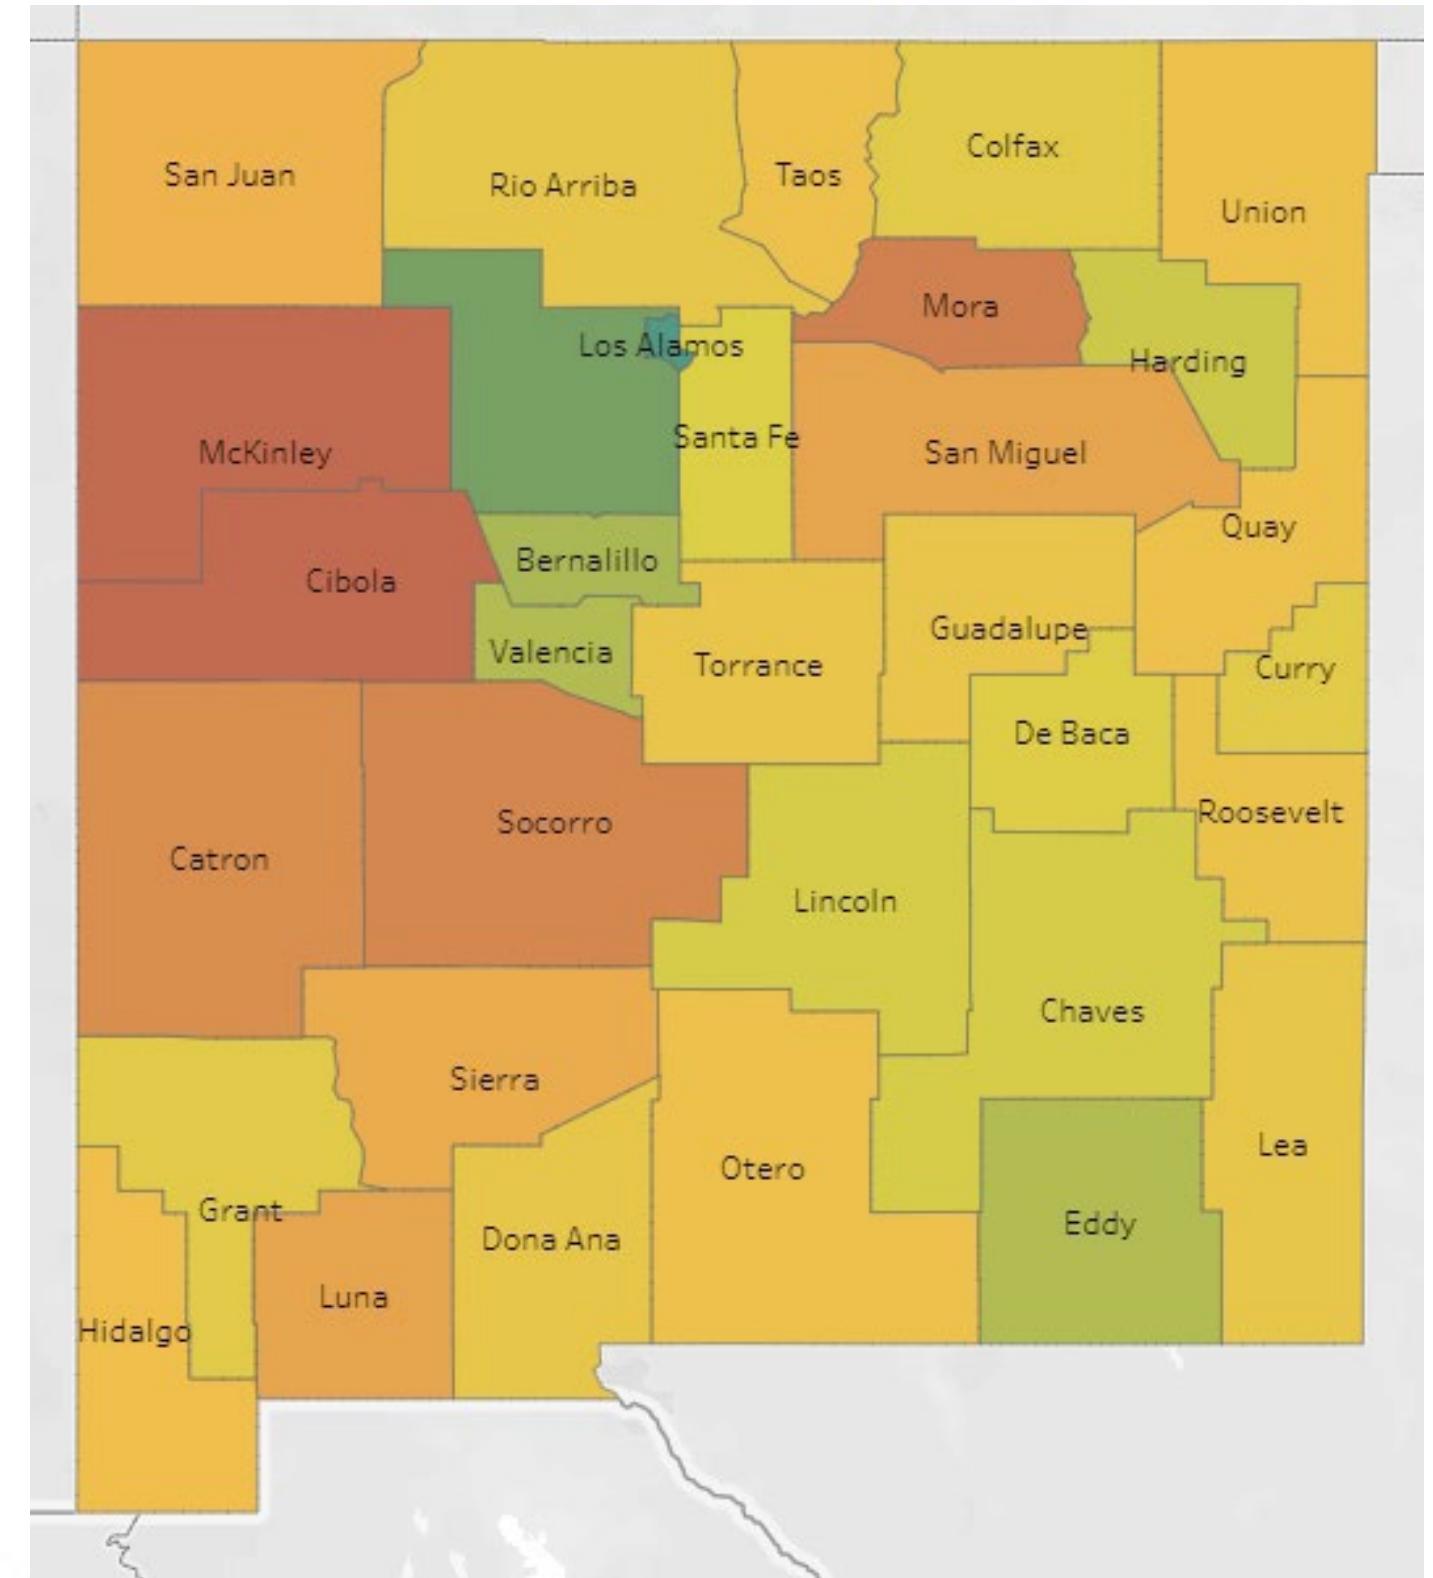 Colfax
San Juan
Rio Arriba
Taos
Union
Mora
Los Alamos
Harding
Santa Fe
McKinley
San Miguel
Quay
Bernalillo
Cibola
Guadalupe
Valencia
Torrance
Curry
De Baca
Roosevelt
Socorro
Catron
Lincoln
Chaves
Sierra
Lea
Otero
Grant
Eddy
Dona Ana
Luna
Hidalgo